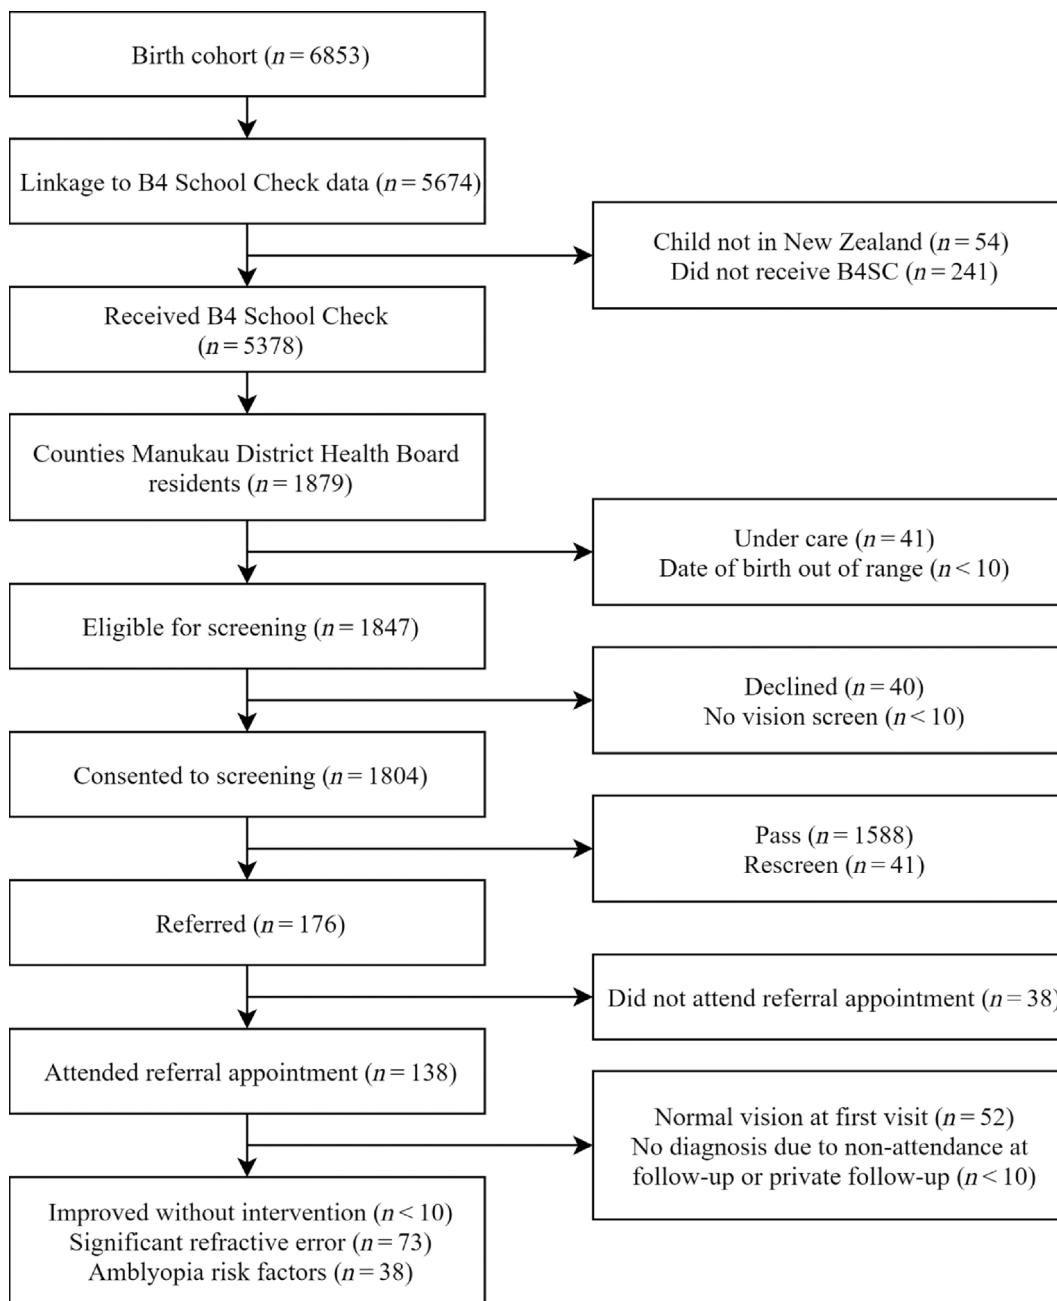 Birth cohort (n = 6853)
Linkage to B4 School Check data (n = 5674)
Child not in New Zealand (n = 54)
Did not receive B4SC (n = 241)
Received B4 School Check
(n = 5378)
Counties Manukau District Health Board
residents (n = 1879)
Under care (n = 41)
Date of birth out of range (n < 10)
Eligible for screening (n = 1847)
Declined (n = 40)
No vision screen (n < 10)
Consented to screening (n = 1804)
Pass (n = 1588)
Rescreen (n = 41)
Referred (n = 176)
Did not attend referral appointment (n = 38)
Attended referral appointment (n = 138)
Normal vision at first visit (n = 52)
No diagnosis due to non-attendance at
follow-up or private follow-up (n < 10)
Improved without intervention (n < 10)
Significant refractive error (n = 73)
Amblyopia risk factors (n = 38)